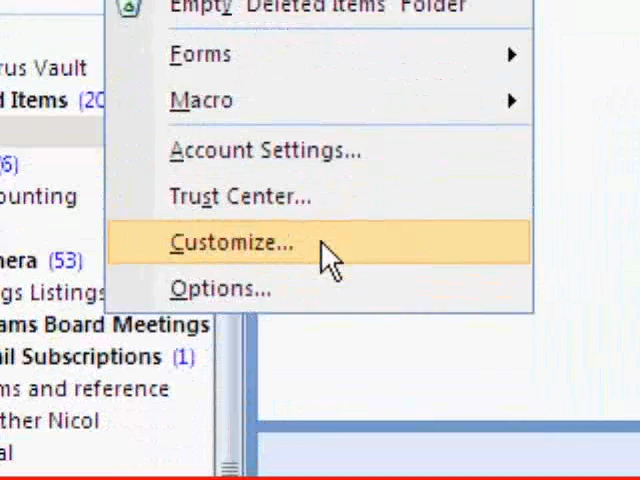 Empty "Deleted Items" Folder
Forms
Macro
Account Settings...
Trust Center...
Customize...
Options...
rus Vault
d Items (20
(6)
ounting
nera (53)
gs Listings
ams Board Meetings
il Subscriptions (1)
ms and reference
ther Nicol
al